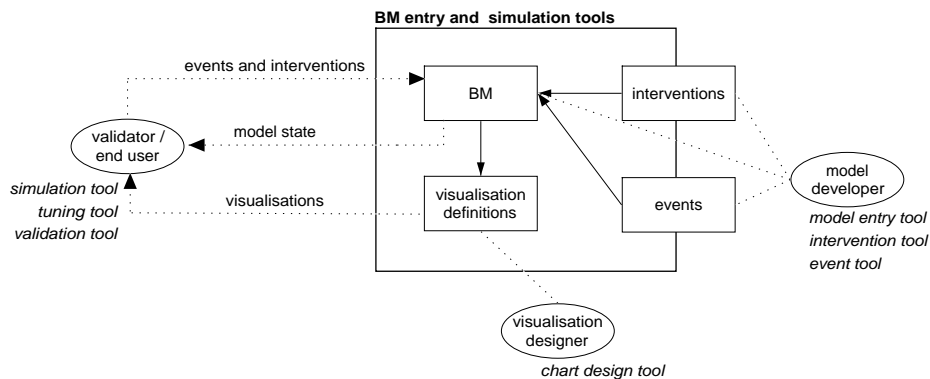 BM entry and simulation tools
events and interventions
BM
interventions
model state
validator /
end user
simulation tool
tuning tool
validation tool
visualisations
visualisation
definitions
events
model
developer
model entry tool
intervention tool
event tool
visualisation
designer
chart design tool